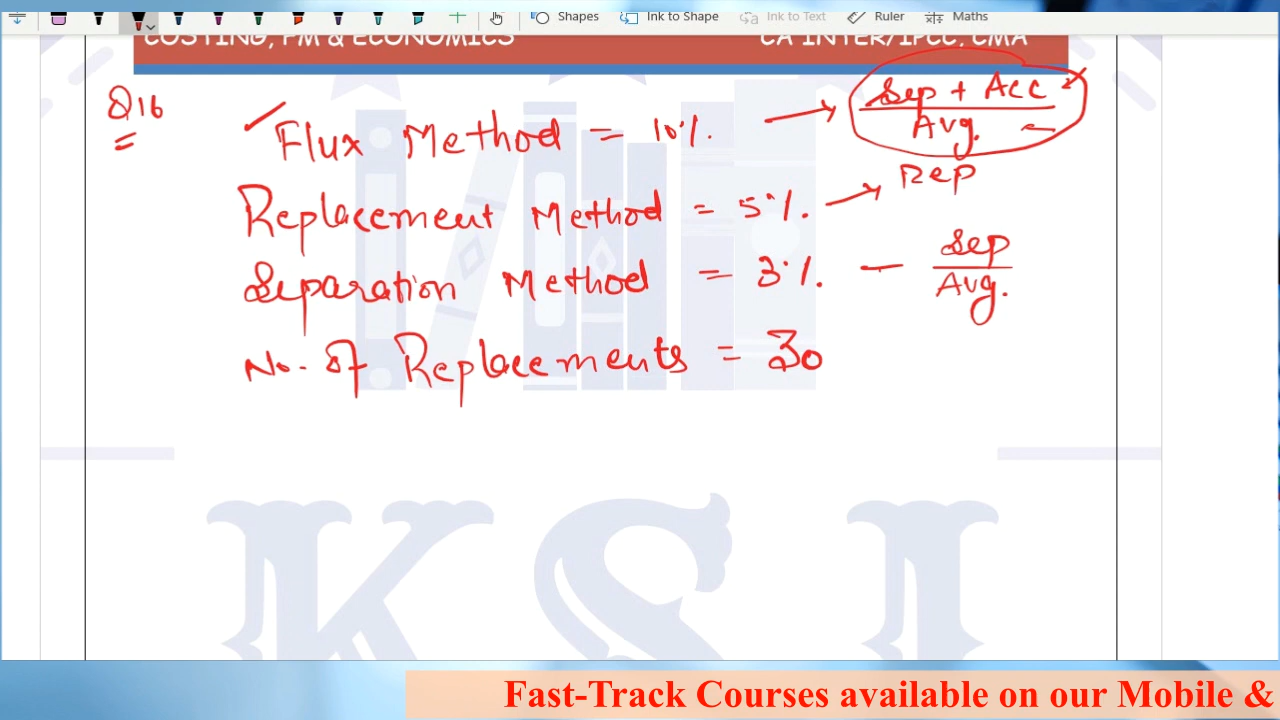 Shapes Ink to Shape Ink to Text Ruler Maths
COSTING, FM & ECONOMICS CA INTER/IPCC, CMA
Q16
Flux Method = 10% → Sep + Acc / Avg.
Replacement Method = 5% → Rep
Separation Method = 3% — Sep / Avg.
No. of Replacements = 30
KSI
Fast-Track Courses available on our Mobile &